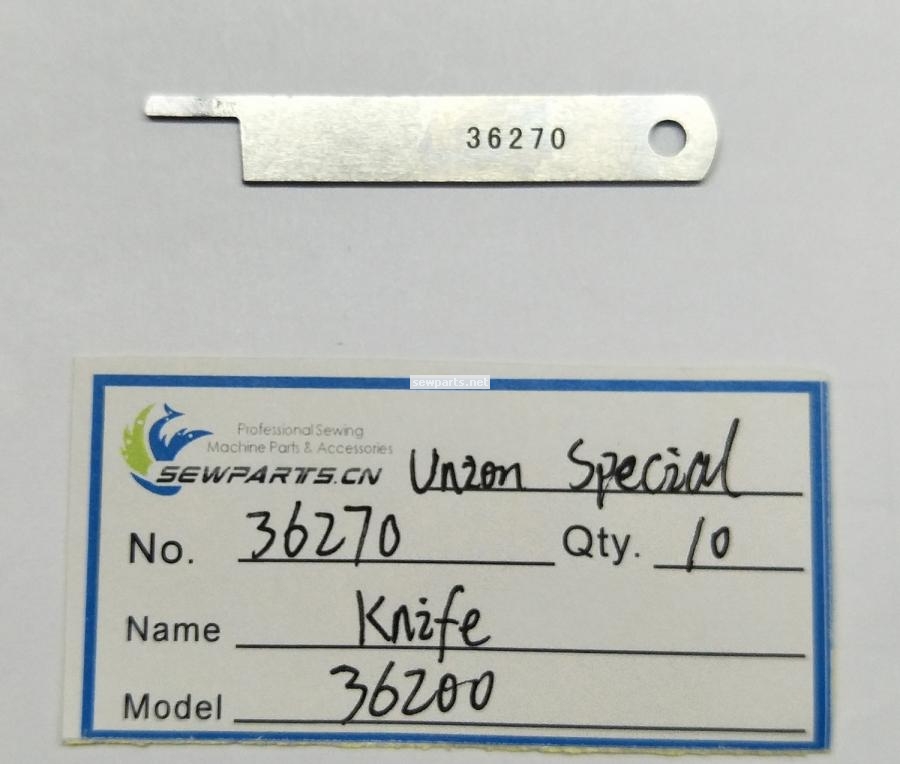 36270
sewparts.net
Professional Sewing
Machine Parts & Accessories
SEWPARTS.CN Union Special
No. 36270 Qty. 10
Name Knife
Model 36200